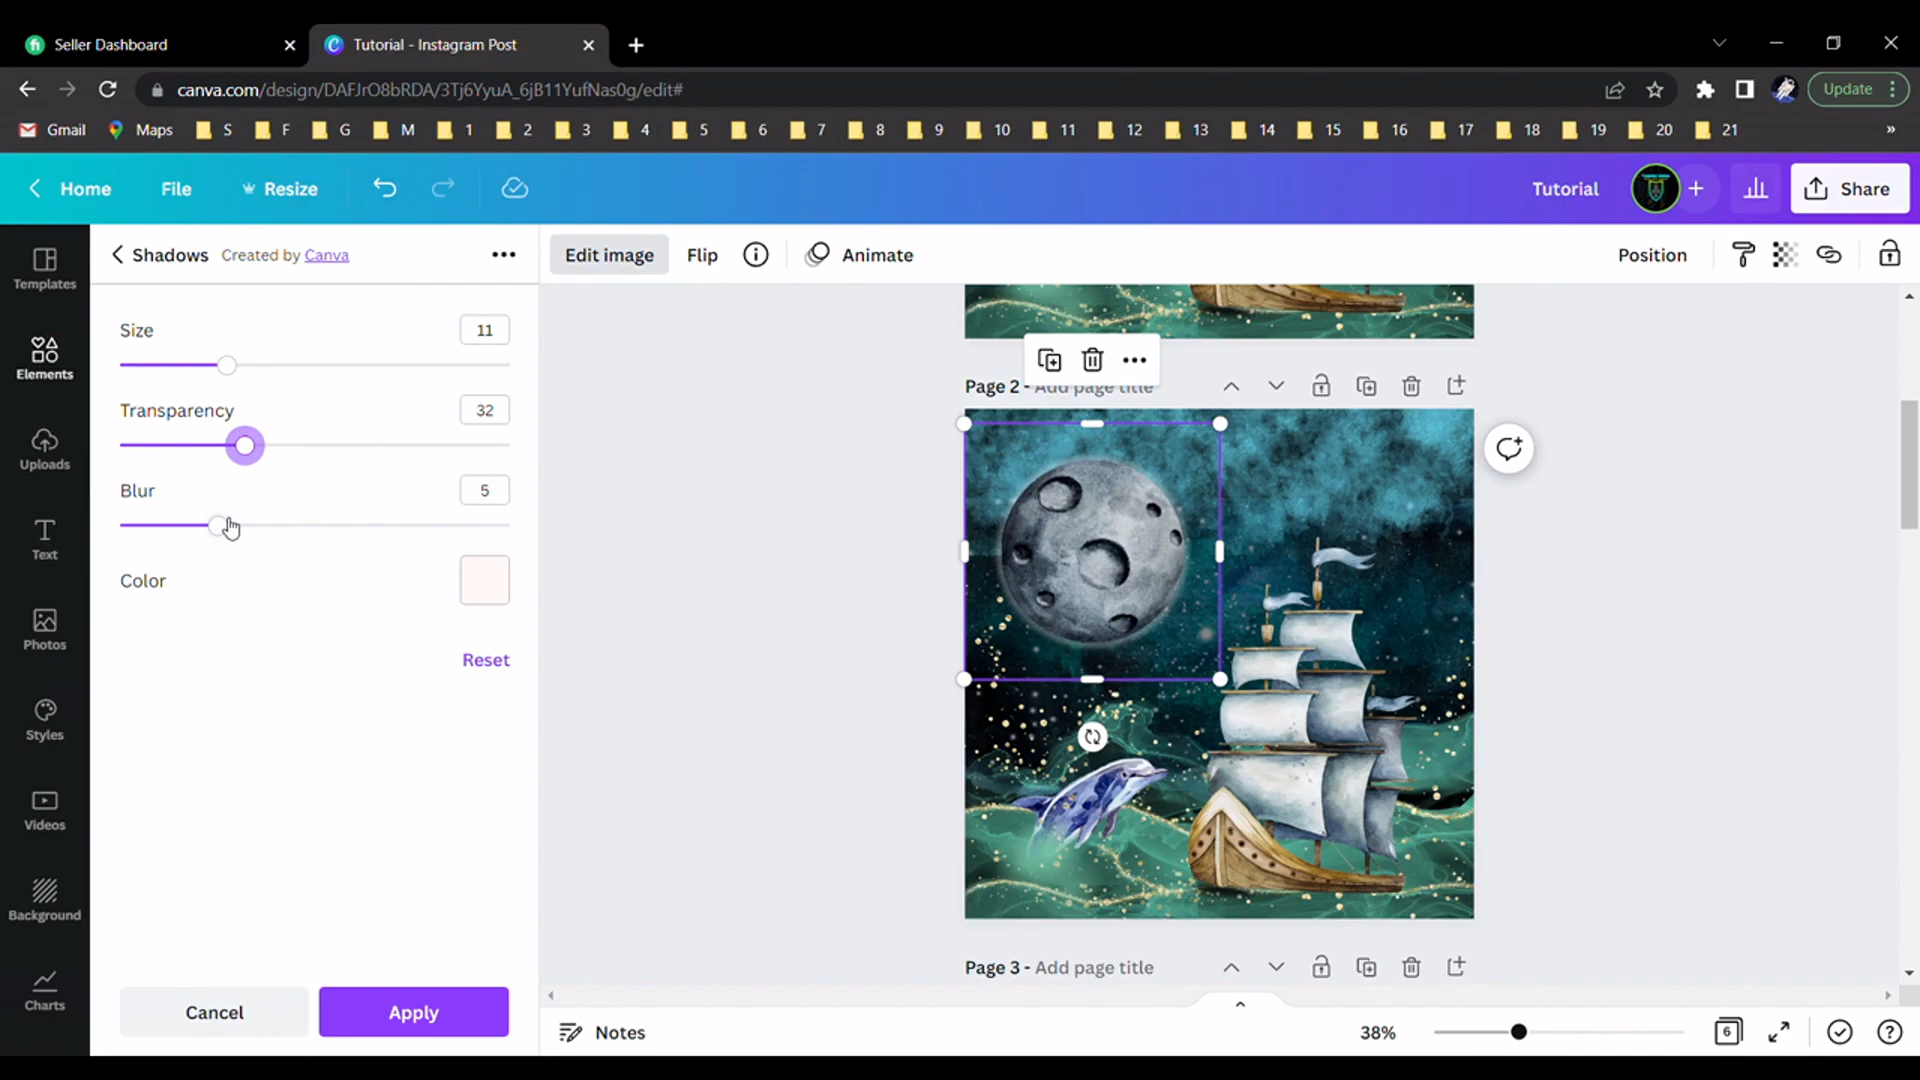 Seller Dashboard
Tutorial - Instagram Post
canva.com/design/DAFJrO8bRDA/3Tj6YyuA_6jB11YufNas0g/edit#
Update
Gmail Maps S F G M 1 2 3 4 5 6 7 8 9 10 11 12 13 14 15 16 17 18 19 20 21 »
Home File Resize Tutorial Share
Shadows Created by Canva Edit image Flip Animate Position
Templates
Elements
Uploads
Text
Photos
Styles
Videos
Background
Charts
Size 11
Transparency 32
Blur 5
Color
Reset
Cancel Apply
Page 2 - Add page title
Page 3 - Add page title
Notes 38% 6